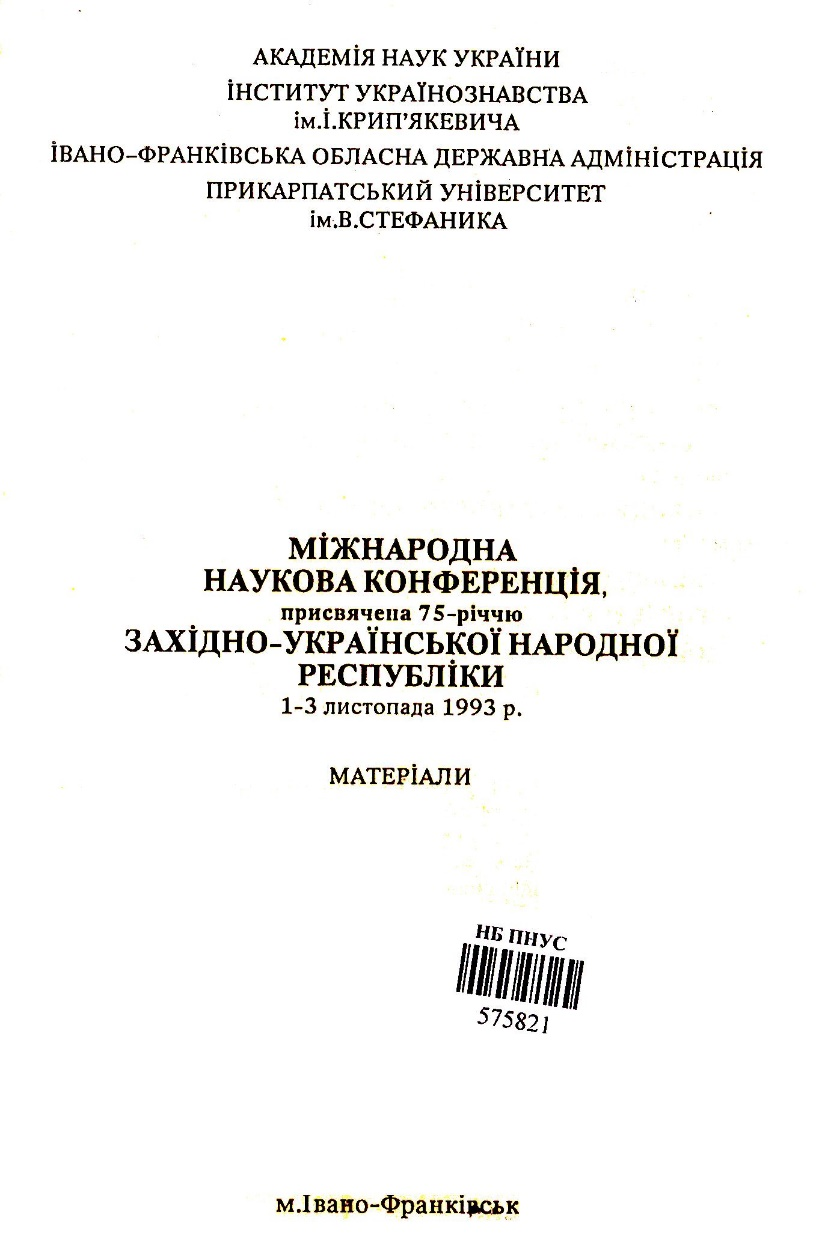 АКАДЕМІЯ НАУК УКРАЇНИ
ІНСТИТУТ УКРАЇНОЗНАВСТВА
ім.І.КРИП'ЯКЕВИЧА
ІВАНО-ФРАНКІВСЬКА ОБЛАСНА ДЕРЖАВНА АДМІНІСТРАЦІЯ
ПРИКАРПАТСЬКИЙ УНІВЕРСИТЕТ
ім.В.СТЕФАНИКА
МІЖНАРОДНА
НАУКОВА КОНФЕРЕНЦІЯ,
присвячена 75-річчю
ЗАХІДНО-УКРАЇНСЬКОЇ НАРОДНОЇ
РЕСПУБЛІКИ
1-3 листопада 1993 р.
МАТЕРІАЛИ
НБ ПНУС
575821
м.Івано-Франківськ